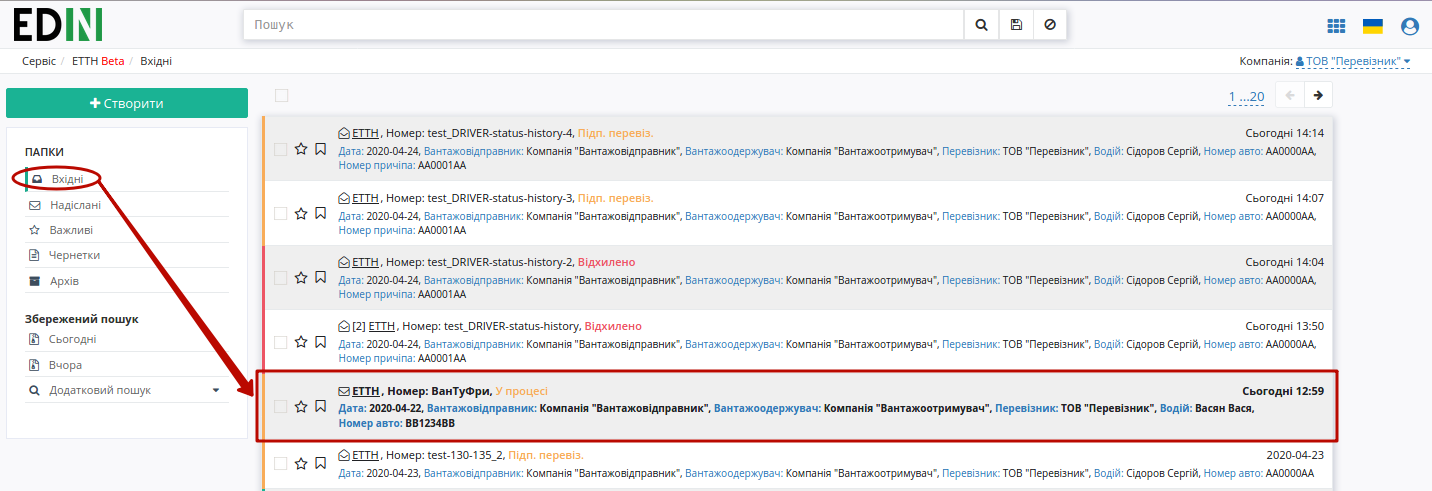 EDIN
Пошук
Сервіс / ЕТТН Beta / Вхідні
Компанія: ТОВ "Перевізник"
Створити
1 ...20
ПАПКИ
Вхідні
Надіслані
Важливі
Чернетки
Архів
Збережений пошук
Сьогодні
Вчора
Додатковий пошук
ЕТТН, Номер: test_DRIVER-status-history-4, Підп. перевіз. Сьогодні 14:14
Дата: 2020-04-24, Вантажовідправник: Компанія "Вантажовідправник", Вантажоодержувач: Компанія "Вантажоотримувач", Перевізник: ТОВ "Перевізник", Водій: Сідоров Сергій, Номер авто: АА0000АА,
Номер причіпа: АА0001АА
ЕТТН, Номер: test_DRIVER-status-history-3, Підп. перевіз. Сьогодні 14:07
Дата: 2020-04-24, Вантажовідправник: Компанія "Вантажовідправник", Вантажоодержувач: Компанія "Вантажоотримувач", Перевізник: ТОВ "Перевізник", Водій: Сідоров Сергій, Номер авто: АА0000АА,
Номер причіпа: АА0001АА
ЕТТН, Номер: test_DRIVER-status-history-2, Відхилено Сьогодні 14:04
Дата: 2020-04-24, Вантажовідправник: Компанія "Вантажовідправник", Вантажоодержувач: Компанія "Вантажоотримувач", Перевізник: ТОВ "Перевізник", Водій: Сідоров Сергій, Номер авто: АА0000АА,
Номер причіпа: АА0001АА
[2] ЕТТН, Номер: test_DRIVER-status-history, Відхилено Сьогодні 13:50
Дата: 2020-04-24, Вантажовідправник: Компанія "Вантажовідправник", Вантажоодержувач: Компанія "Вантажоотримувач", Перевізник: ТОВ "Перевізник", Водій: Сідоров Сергій, Номер авто: АА0000АА,
Номер причіпа: АА0001АА
ЕТТН, Номер: ВанТуФри, У процесі Сьогодні 12:59
Дата: 2020-04-22, Вантажовідправник: Компанія "Вантажовідправник", Вантажоодержувач: Компанія "Вантажоотримувач", Перевізник: ТОВ "Перевізник", Водій: Васян Вася,
Номер авто: ВВ1234ВВ
ЕТТН, Номер: test-130-135_2, Підп. перевіз. 2020-04-23
Дата: 2020-04-23, Вантажовідправник: Компанія "Вантажовідправник", Вантажоодержувач: Компанія "Вантажоотримувач", Перевізник: ТОВ "Перевізник", Водій: Сідоров Сергій, Номер авто: АА0000АА